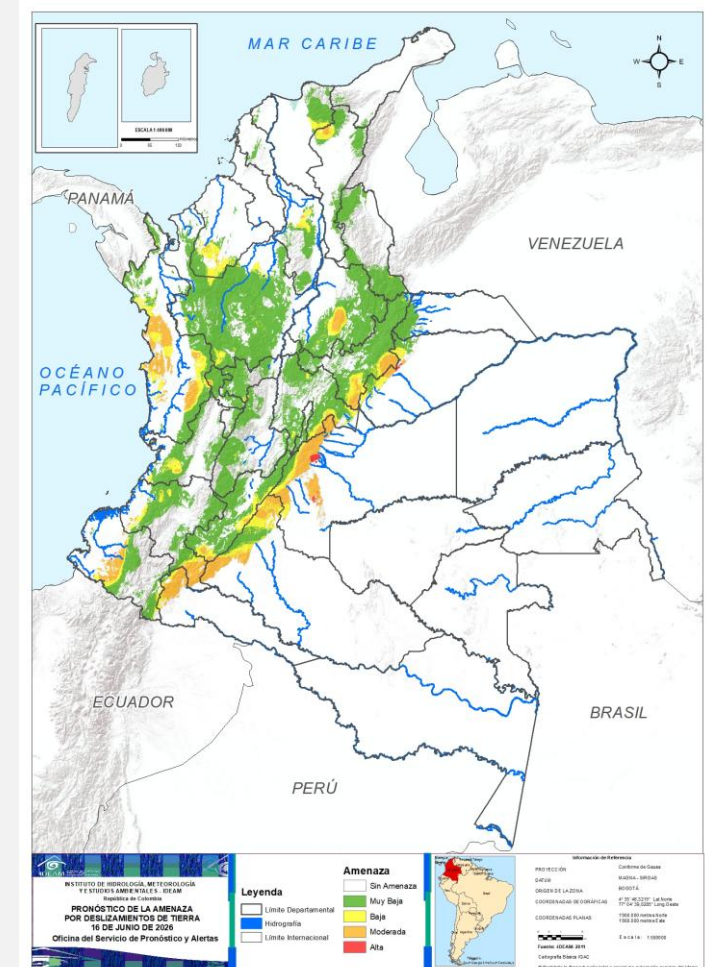 MAR CARIBE
N
W
E
S
PANAMÁ
VENEZUELA
OCÉANO
PACÍFICO
ECUADOR
BRASIL
PERÚ
IDEAM
INSTITUTO DE HIDROLOGÍA, METEOROLOGÍA
Y ESTUDIOS AMBIENTALES - IDEAM
República de Colombia
PRONÓSTICO DE LA AMENAZA
POR DESLIZAMIENTOS DE TIERRA
16 DE JUNIO DE 2026
Oficina del Servicio de Pronóstico y Alertas
Leyenda
Límite Departamental
Hidrografía
Límite Internacional
Amenaza
Sin Amenaza
Muy Baja
Baja
Moderada
Alta
Información de Referencia
PROYECCIÓN
Conforme de Gauss
DATUM
MAGNA - SIRGAS
ORIGEN DE LA ZONA
BOGOTÁ
COORDENADAS GEOGRÁFICAS
COORDENADAS PLANAS
Fuente: IDEAM 2011
Cartografía Básica IGAC